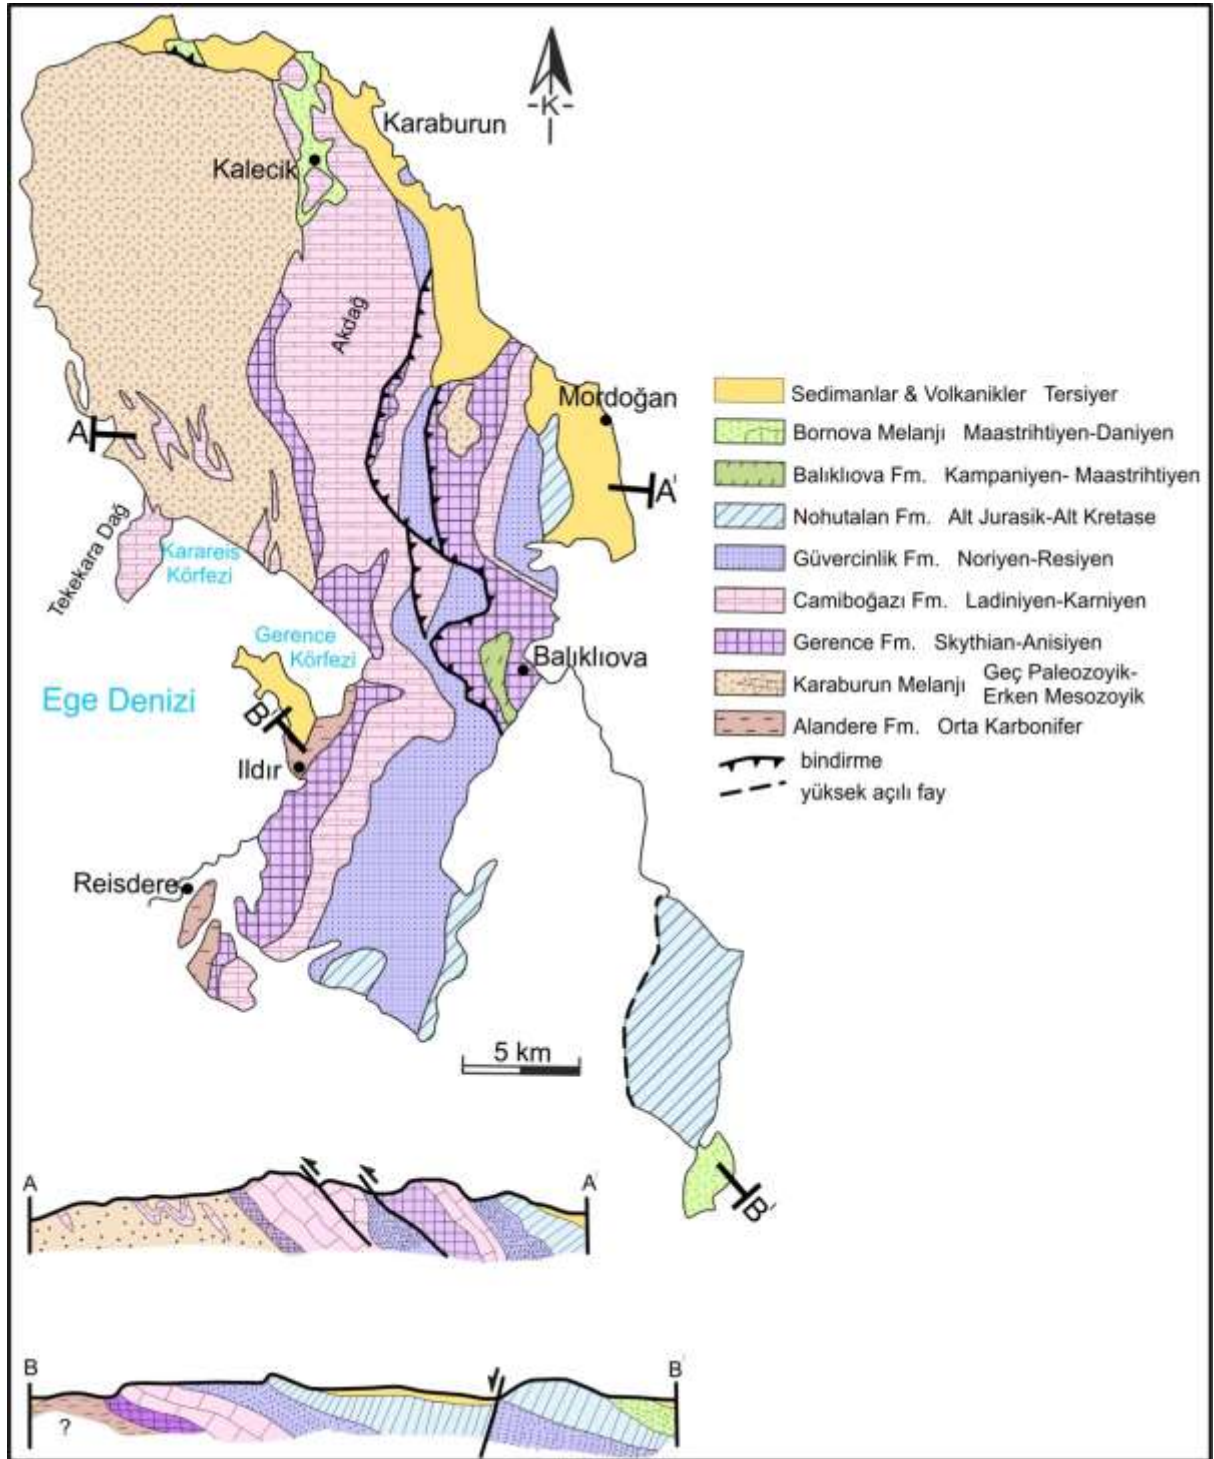 -K-
Karaburun
Kalecik
Akdağ
Mordoğan
A
A'
Tekekara Dağ
Karareis
Körfezi
Gerence
Körfezi
Balıklıova
Ege Denizi
B'
Ildır
Reisdere
5 km
B'
Sedimanlar & Volkanikler Tersiyer
Bornova Melanjı Maastrihtiyen-Daniyen
Balıklıova Fm. Kampaniyen- Maastrihtiyen
Nohutalan Fm. Alt Jurasik-Alt Kretase
Güvercinlik Fm. Noriyen-Resiyen
Camiboğazı Fm. Ladiniyen-Karniyen
Gerence Fm. Skythian-Anisiyen
Karaburun Melanjı Geç Paleozoyik-
Erken Mesozoyik
Alandere Fm. Orta Karbonifer
bindirme
yüksek açılı fay
A
A'
B
B'
?